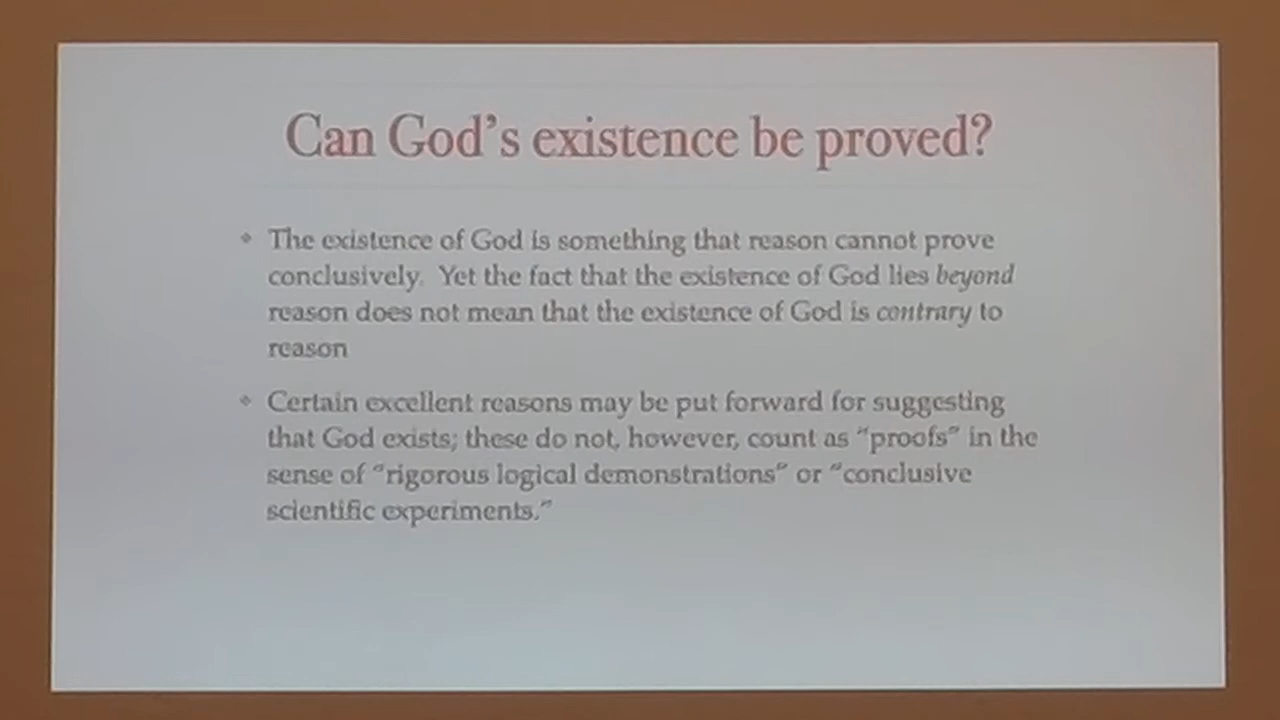 Can God's existence be proved?
The existence of God is something that reason cannot prove
conclusively. Yet the fact that the existence of God lies beyond
reason does not mean that the existence of God is contrary to
reason
Certain excellent reasons may be put forward for suggesting
that God exists; these do not, however, count as “proofs” in the
sense of “rigorous logical demonstrations” or “conclusive
scientific experiments.”